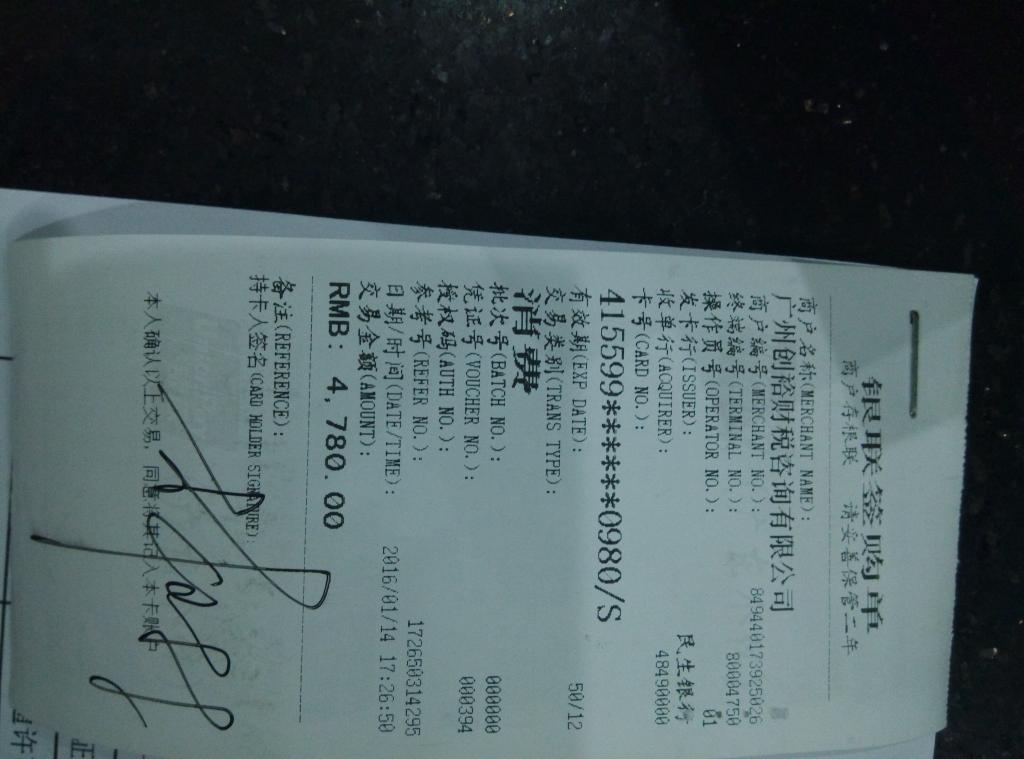 银联签购单
商户存根联 请妥善保管二年
商户名称(MERCHANT NAME):
广州创裕财税咨询有限公司
商户编号(MERCHANT NO.): 849440173925026
终端编号(TERMINAL NO.): 80004750
操作员号(OPERATOR NO.): 01
发卡行(ISSUER): 民生银行
收单行(ACQUIRER): 48490000
卡号(CARD NO.):
415599******0980/S
有效期(EXP DATE): 50/12
交易类别(TRANS TYPE):
消费
批次号(BATCH NO.): 000000
凭证号(VOUCHER NO.): 000394
授权码(AUTH NO.):
参考号(REFER NO.): 172650314295
日期/时间(DATE/TIME): 2016/01/14 17:26:50
交易金额(AMOUNT):
RMB: 4,780.00
备注(REFERENCE):
持卡人签名(CARD HOLDER SIGNATURE):
本人确认以上交易，同意将其记入本卡账户
正